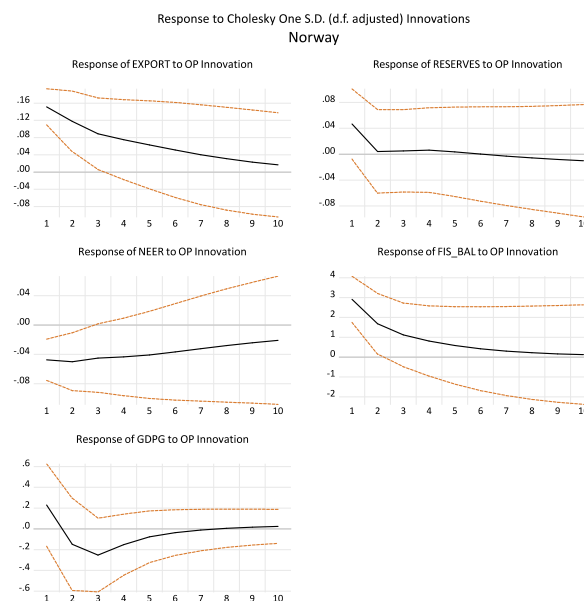 Response to Cholesky One S.D. (d.f. adjusted) Innovations
Norway
Response of EXPORT to OP Innovation
.16
.12
.08
.04
.00
-.04
-.08
1 2 3 4 5 6 7 8 9 10
Response of RESERVES to OP Innovation
.08
.04
.00
-.04
-.08
1 2 3 4 5 6 7 8 9 10
Response of NEER to OP Innovation
.04
.00
-.04
-.08
1 2 3 4 5 6 7 8 9 10
Response of FIS_BAL to OP Innovation
4
3
2
1
0
-1
-2
1 2 3 4 5 6 7 8 9 10
Response of GDPG to OP Innovation
.6
.4
.2
.0
-.2
-.4
-.6
1 2 3 4 5 6 7 8 9 10